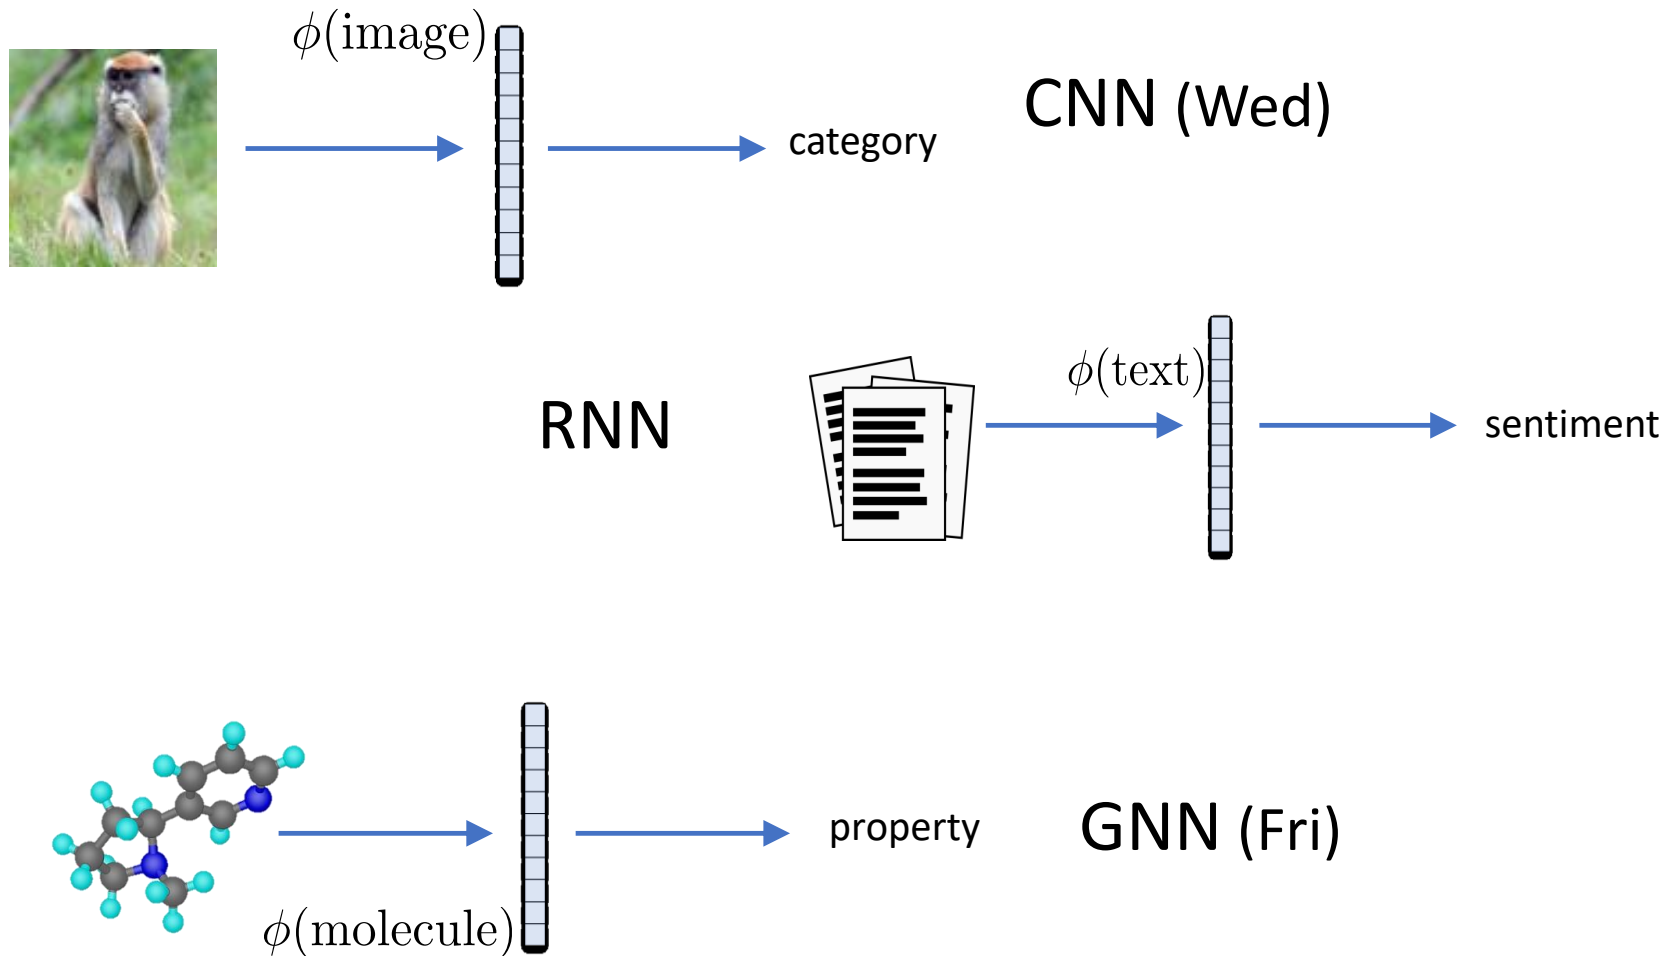 ϕ(image)
category
CNN (Wed)
RNN
ϕ(text)
sentiment
property
GNN (Fri)
ϕ(molecule)